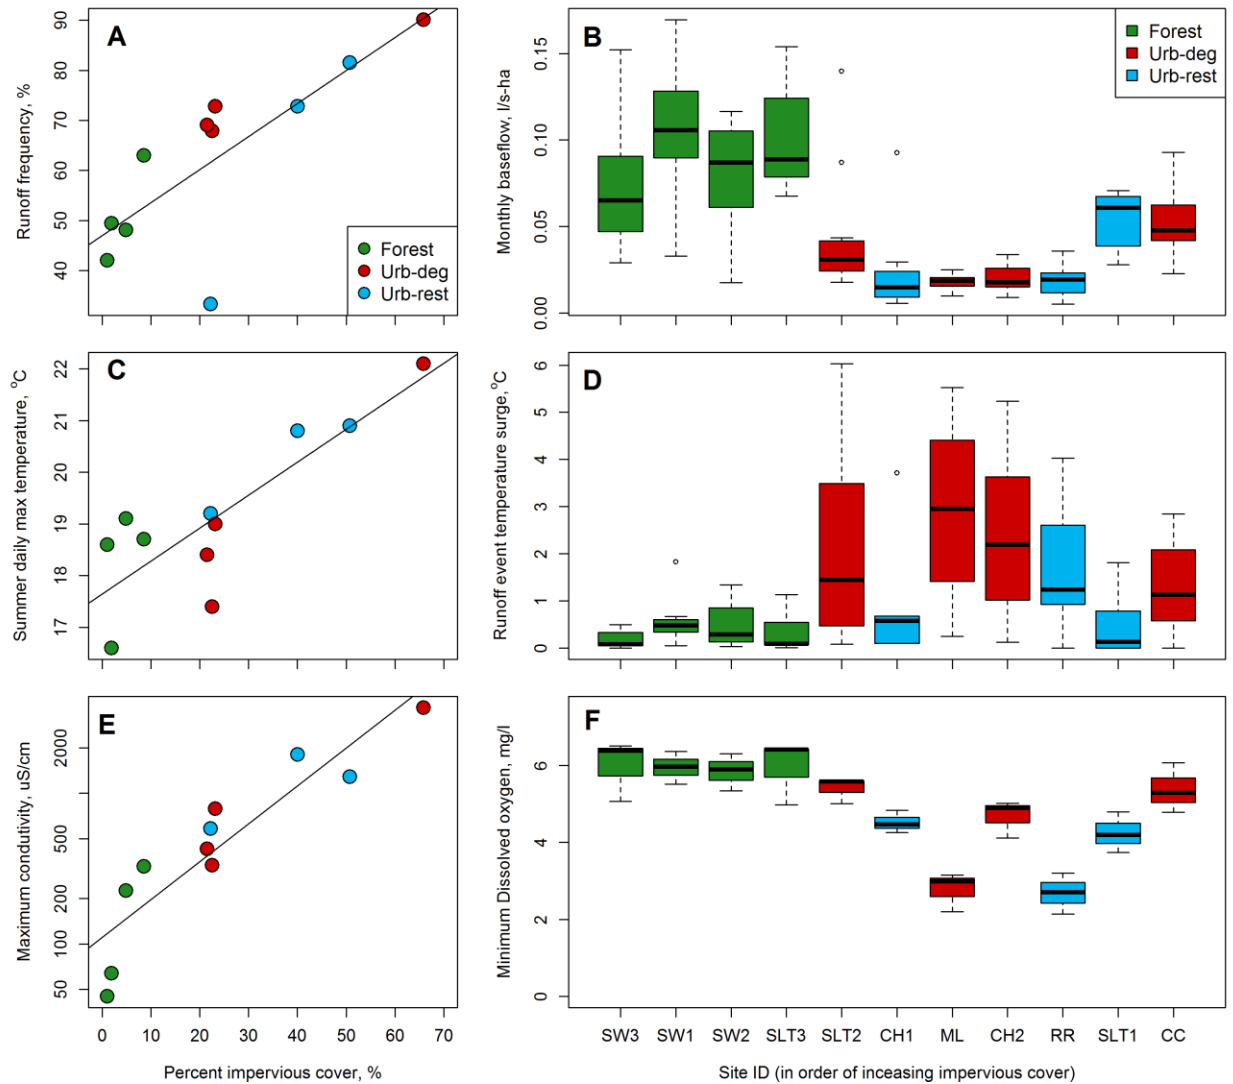 A
Runoff frequency, %
90
80
70
60
50
40
Forest
Urb-deg
Urb-rest
B
Monthly baseflow, l/s-ha
0.15
0.10
0.05
0.00
Forest
Urb-deg
Urb-rest
C
Summer daily max temperature, °C
22
21
20
19
18
17
D
Runoff event temperature surge,°C
6
5
4
3
2
1
0
E
Maximum condutivity, uS/cm
2000
500
200
100
50
0 10 20 30 40 50 60 70
Percent impervious cover, %
F
Minimum Dissolved oxygen, mg/l
6
4
2
0
SW3 SW1 SW2 SLT3 SLT2 CH1 ML CH2 RR SLT1 CC
Site ID (in order of inceasing impervious cover)